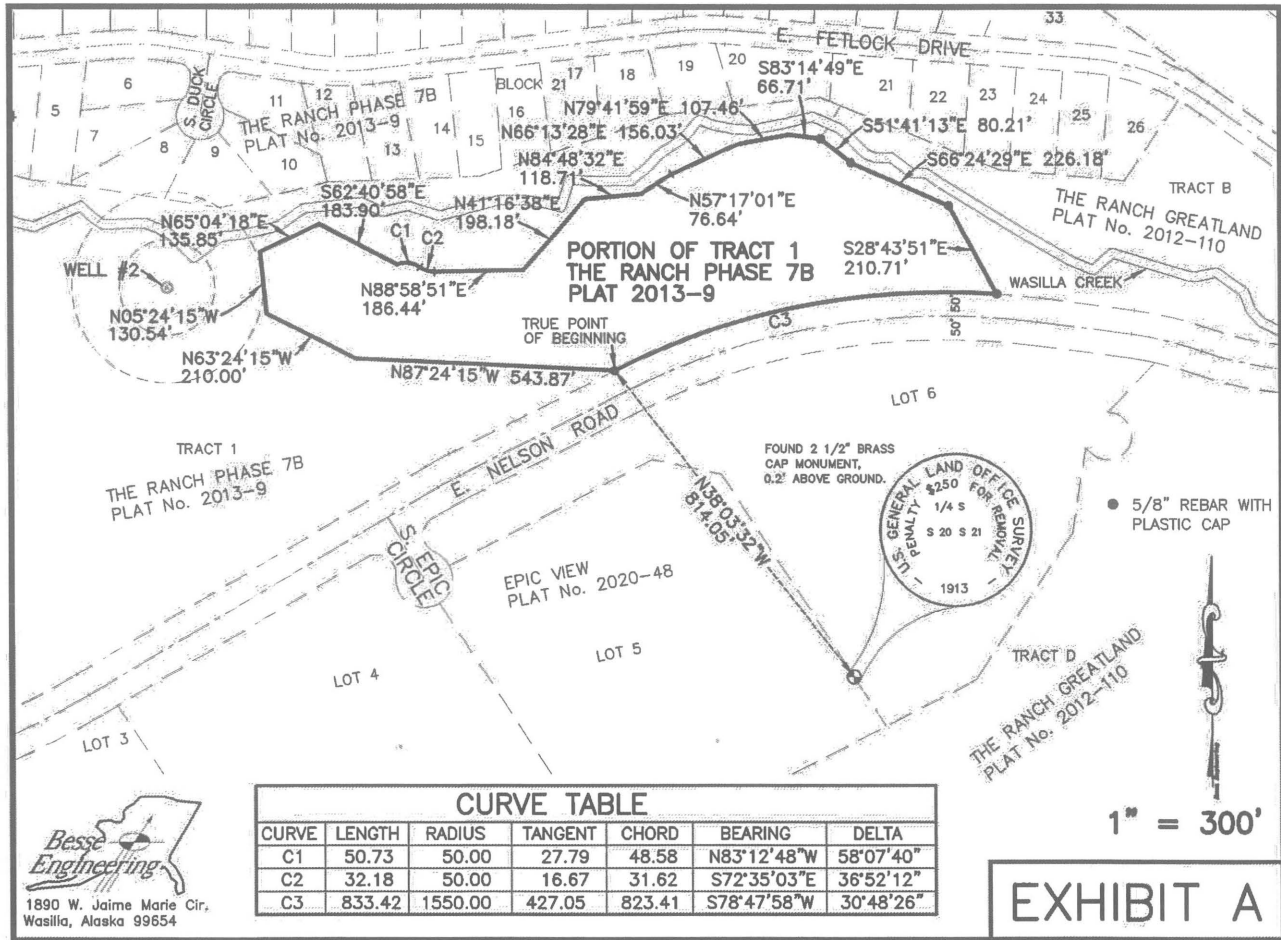 33
E. FETLOCK DRIVE
5
6
7
8
9
S. DUCK
CIRCLE
10
11
12
13
14
15
THE RANCH PHASE 7B
PLAT No. 2013-9
BLOCK 21
16
17
18
19
20
21
22
23
24
25
26
S83°14'49"E
66.71'
N79°41'59"E 107.46'
N66°13'28"E 156.03'
S51°41'13"E 80.21'
S66°24'29"E 226.18'
N84°48'32"E
118.71'
S62°40'58"E
183.90'
N41°16'38"E
198.18'
N57°17'01"E
76.64'
TRACT B
THE RANCH GREATLAND
PLAT No. 2012-110
N65°04'18"E
135.85'
C1
C2
PORTION OF TRACT 1
THE RANCH PHASE 7B
PLAT 2013-9
S28°43'51"E
210.71'
WELL #2
N88°58'51"E
186.44'
WASILLA CREEK
N05°24'15"W
130.54'
TRUE POINT
OF BEGINNING
C3
50' 50'
N63°24'15"W
210.00'
N87°24'15"W 543.87'
LOT 6
TRACT 1
THE RANCH PHASE 7B
PLAT No. 2013-9
E. NELSON ROAD
FOUND 2 1/2" BRASS
CAP MONUMENT,
0.2' ABOVE GROUND.
N38°03'32"W
814.05'
U.S. GENERAL LAND OFFICE SURVEY
PENALTY $250 FOR REMOVAL
1/4 S
S 20 S 21
1913
5/8" REBAR WITH
PLASTIC CAP
S. EPIC
CIRCLE
EPIC VIEW
PLAT No. 2020-48
LOT 5
LOT 4
LOT 3
TRACT D
THE RANCH GREATLAND
PLAT No. 2012-110
1" = 300'
Besse
Engineering
1890 W. Jaime Marie Cir.
Wasilla, Alaska 99654
CURVE TABLE
CURVE LENGTH RADIUS TANGENT CHORD BEARING DELTA
C1 50.73 50.00 27.79 48.58 N83°12'48"W 58°07'40"
C2 32.18 50.00 16.67 31.62 S72°35'03"E 36°52'12"
C3 833.42 1550.00 427.05 823.41 S78°47'58"W 30°48'26"
EXHIBIT A